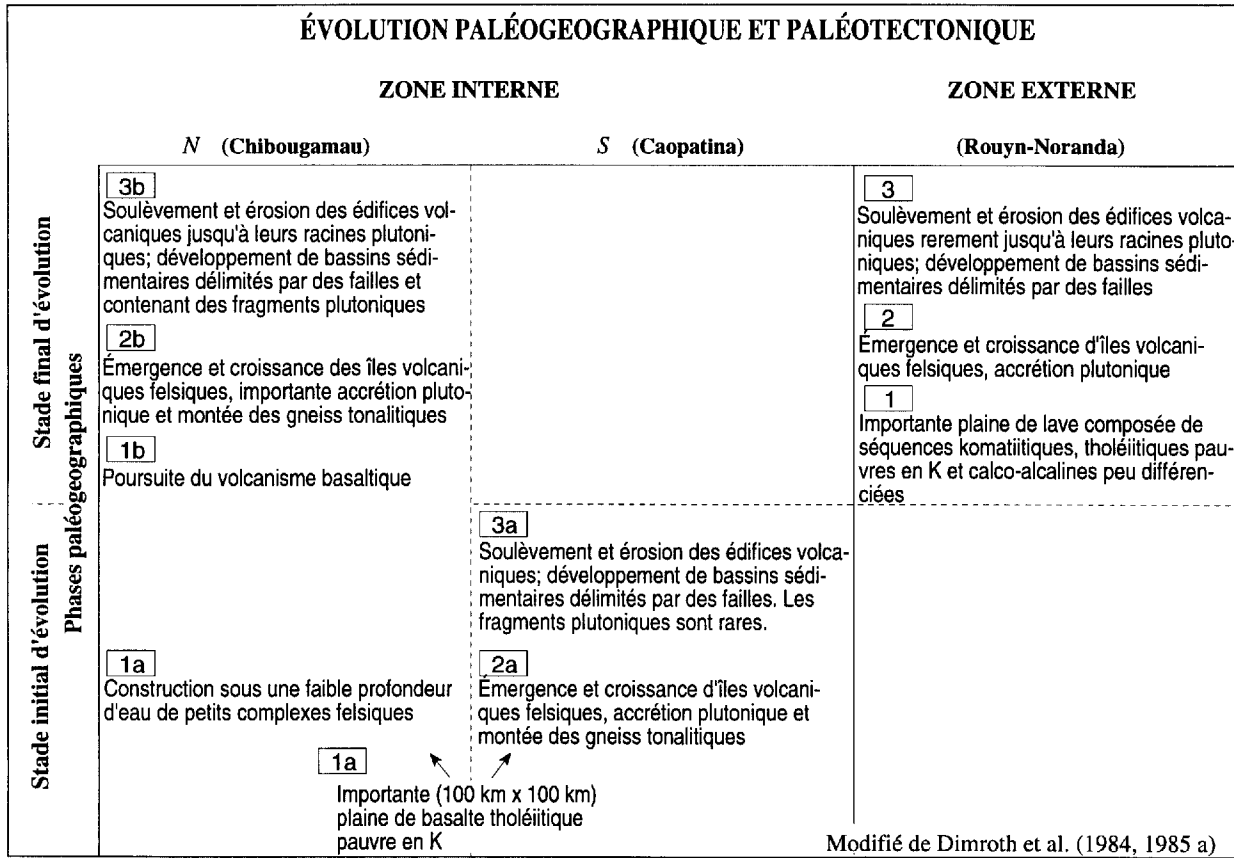 ÉVOLUTION PALÉOGEOGRAPHIQUE ET PALÉOTECTONIQUE
ZONE INTERNE
ZONE EXTERNE
N (Chibougamau)
S (Caopatina)
(Rouyn-Noranda)
Stade final d'évolution
Stade initial d'évolution
Phases paléogeographiques
3b
Soulèvement et érosion des édifices vol-
caniques jusqu'à leurs racines plutoni-
ques; développement de bassins sédi-
mentaires délimités par des failles et
contenant des fragments plutoniques
2b
Émergence et croissance des îles volcani-
ques felsiques, importante accrétion pluto-
nique et montée des gneiss tonalitiques
1b
Poursuite du volcanisme basaltique
1a
Construction sous une faible profondeur
d'eau de petits complexes felsiques
3a
Soulèvement et érosion des édifices volca-
niques; développement de bassins sédi-
mentaires délimités par des failles. Les
fragments plutoniques sont rares.
2a
Émergence et croissance d'îles volcani-
ques felsiques, accrétion plutonique et
montée des gneiss tonalitiques
1a
Importante (100 km x 100 km)
plaine de basalte tholéiitique
pauvre en K
3
Soulèvement et érosion des édifices volca-
niques rerement jusqu'à leurs racines pluto-
niques; développement de bassins sédi-
mentaires délimités par des failles
2
Émergence et croissance d'îles volcani-
ques felsiques, accrétion plutonique
1
Importante plaine de lave composée de
séquences komatiitiques, tholéiitiques pau-
vres en K et calco-alcalines peu différen-
ciées
Modifié de Dimroth et al. (1984, 1985 a)